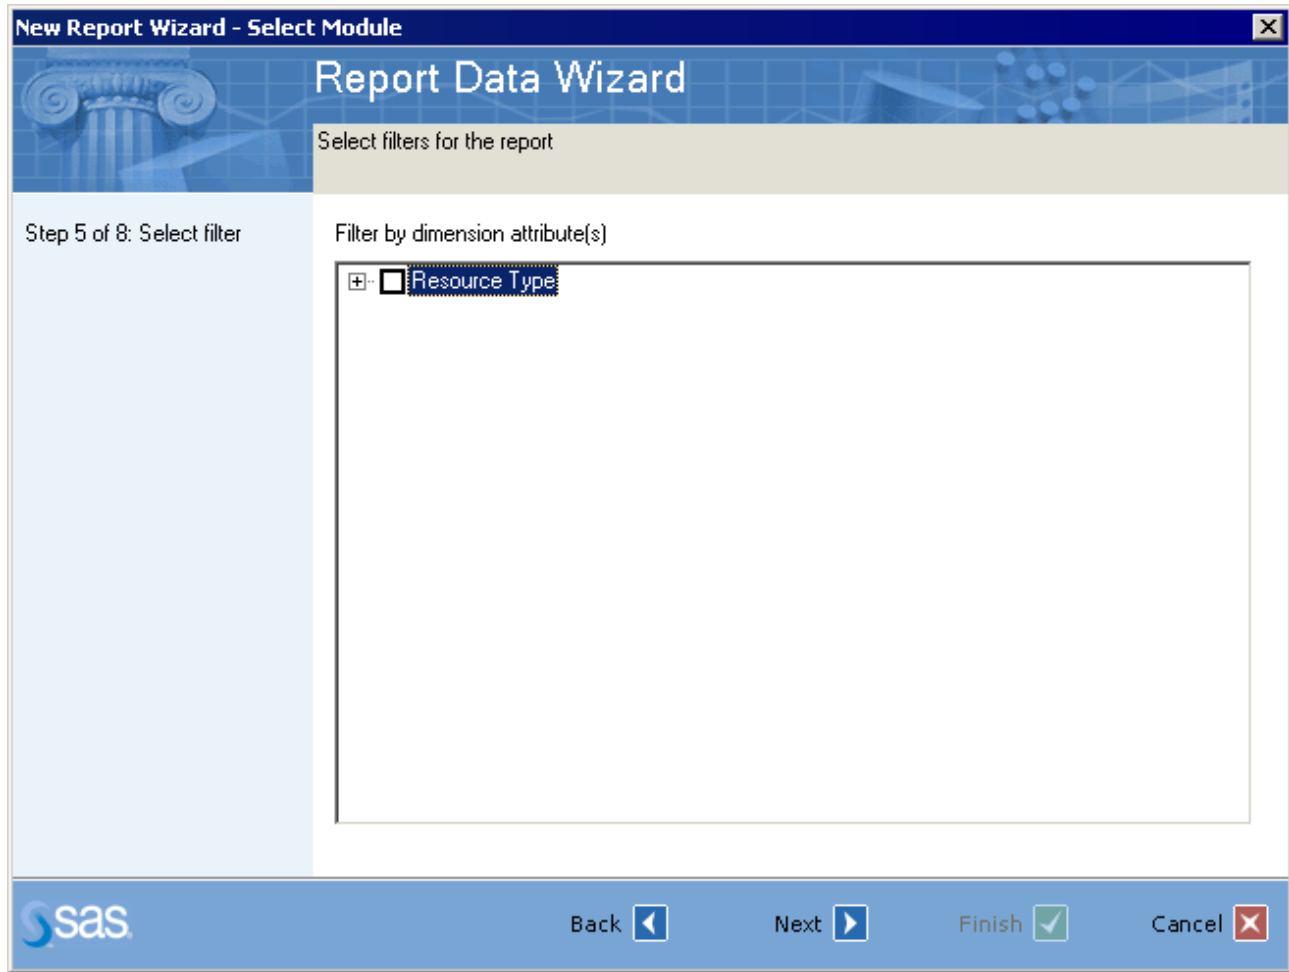 New Report Wizard - Select Module
Report Data Wizard
Select filters for the report
Step 5 of 8: Select filter
Filter by dimension attribute(s)
Resource Type
sas.
Back
Next
Finish
Cancel